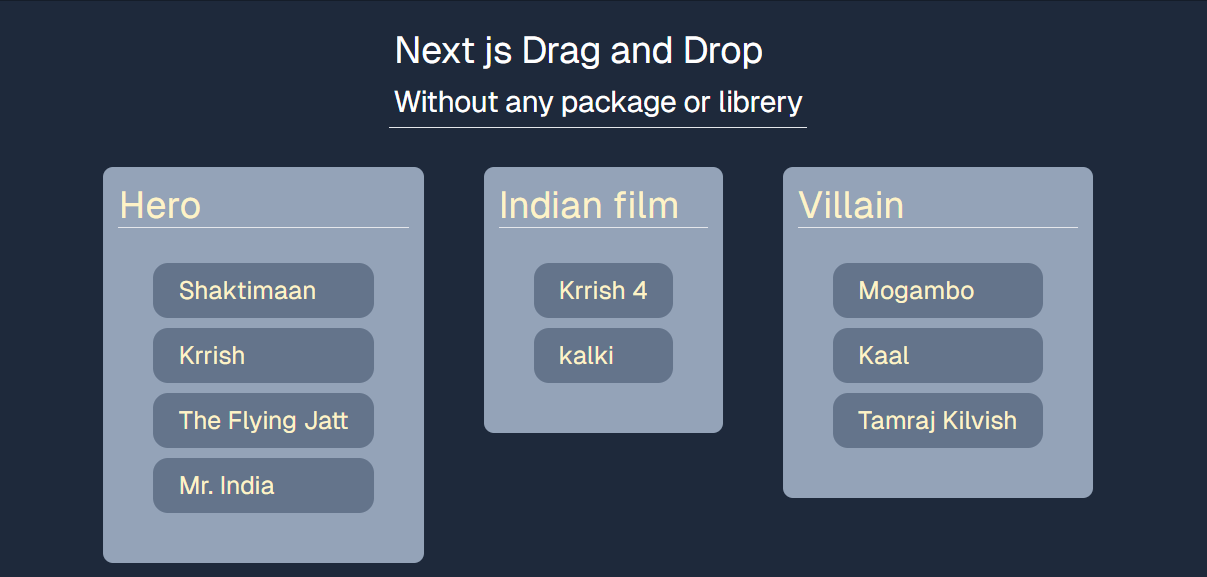 Next js Drag and Drop
Without any package or librery
Hero
Shaktimaan
Krrish
The Flying Jatt
Mr. India
Indian film
Krrish 4
kalki
Villain
Mogambo
Kaal
Tamraj Kilvish